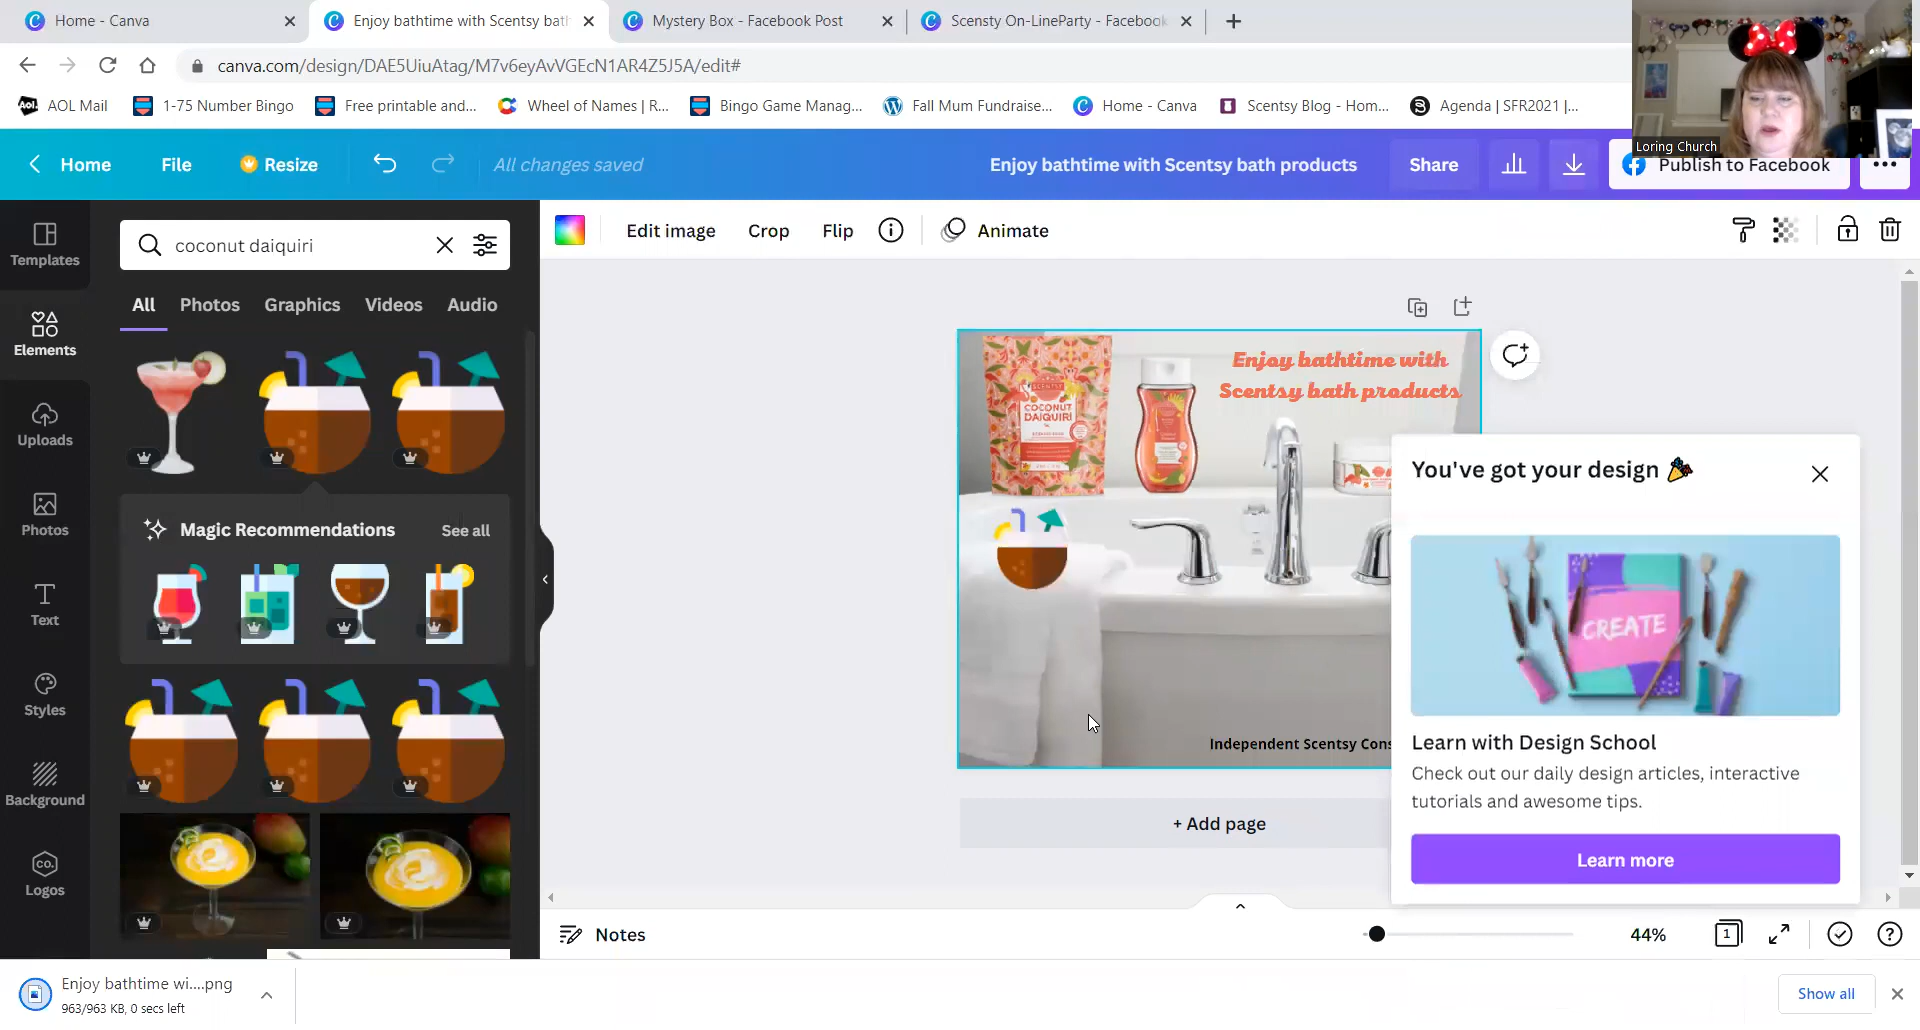 Home - Canva
Enjoy bathtime with Scentsy bath
Mystery Box - Facebook Post
Scensty On-LineParty - Facebook
canva.com/design/DAE5UiuAtag/M7v6eyAvVGEcN1AR4Z5J5A/edit#
Aol.
AOL Mail
1-75 Number Bingo
Free printable and...
Wheel of Names | R...
Bingo Game Manag...
Fall Mum Fundraise...
Home - Canva
Scentsy Blog - Hom...
Agenda | SFR2021 |...
Loring Church
Home
File
Resize
All changes saved
Enjoy bathtime with Scentsy bath products
Share
Publish to Facebook
Templates
Elements
Uploads
Photos
Text
Styles
Background
CO.
Logos
coconut daiquiri
All
Photos
Graphics
Videos
Audio
Magic Recommendations
See all
Edit image
Crop
Flip
Animate
Enjoy bathtime with
Scentsy bath products
SCENTSY
COCONUT
DAIQUIRI
Independent Scentsy Cons
+ Add page
You've got your design
CREATE
Learn with Design School
Check out our daily design articles, interactive
tutorials and awesome tips.
Learn more
Notes
44%
1
Enjoy bathtime wi....png
963/963 KB, 0 secs left
Show all